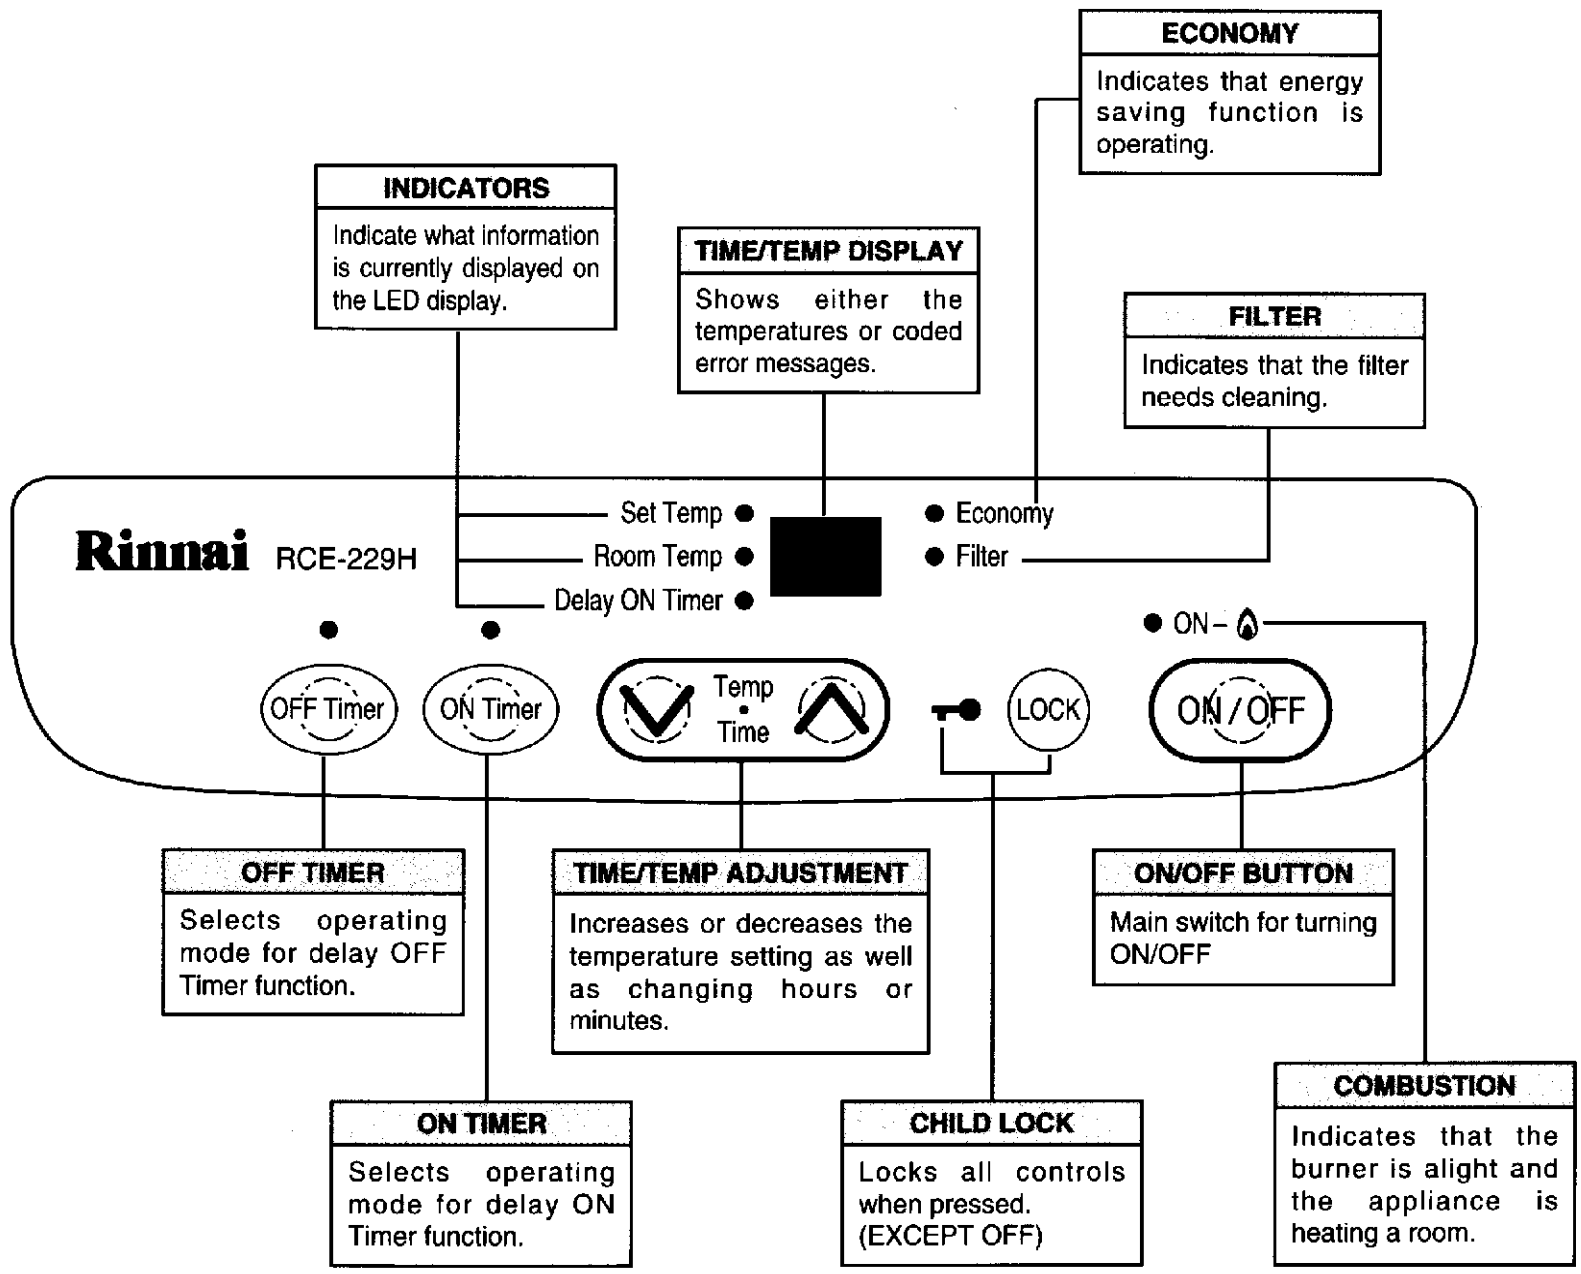 ECONOMY
Indicates that energy
saving function is
operating.
INDICATORS
Indicate what information
is currently displayed on
the LED display.
TIME/TEMP DISPLAY
Shows either the
temperatures or coded
error messages.
FILTER
Indicates that the filter
needs cleaning.
Rinnai RCE-229H
Set Temp
Room Temp
Delay ON Timer
Economy
Filter
ON –
OFF Timer
ON Timer
Temp
•
Time
LOCK
ON/OFF
OFF TIMER
Selects operating
mode for delay OFF
Timer function.
TIME/TEMP ADJUSTMENT
Increases or decreases the
temperature setting as well
as changing hours or
minutes.
ON/OFF BUTTON
Main switch for turning
ON/OFF
ON TIMER
Selects operating
mode for delay ON
Timer function.
CHILD LOCK
Locks all controls
when pressed.
(EXCEPT OFF)
COMBUSTION
Indicates that the
burner is alight and
the appliance is
heating a room.